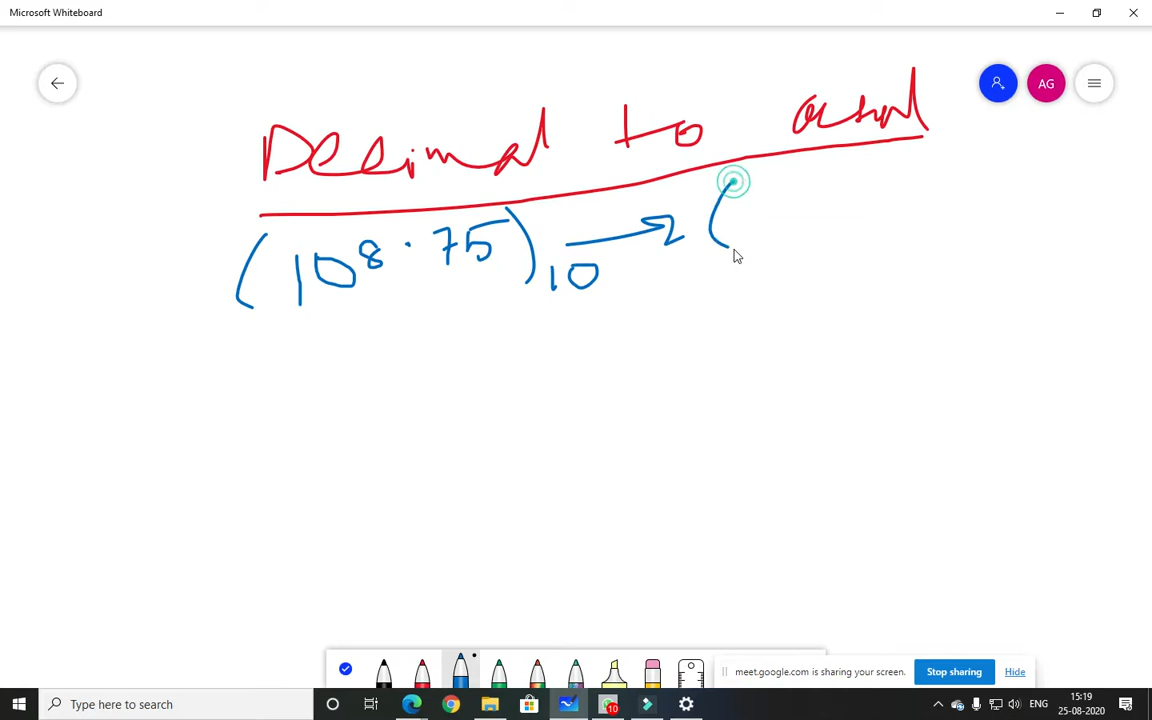 Microsoft Whiteboard
AG
Decimal to octal
(108.75)10 → (
meet.google.com is sharing your screen.
Stop sharing
Hide
Type here to search
10
ENG
15:19
25-08-2020